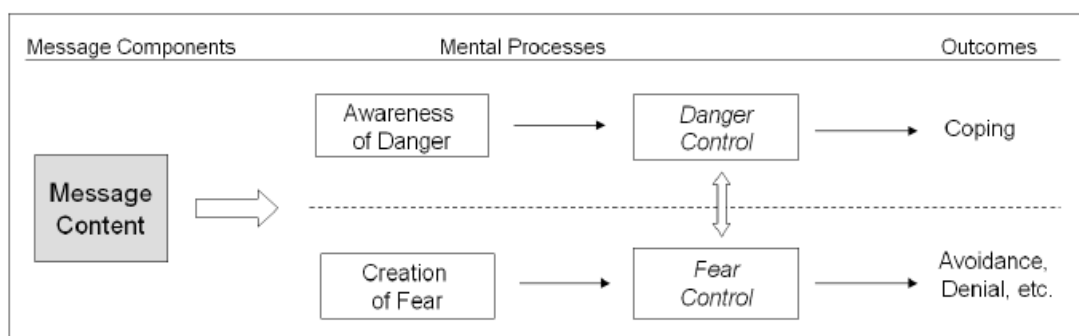 Message Components
Mental Processes
Outcomes
Awareness
of Danger
Danger
Control
Coping
Message
Content
Creation
of Fear
Fear
Control
Avoidance,
Denial, etc.